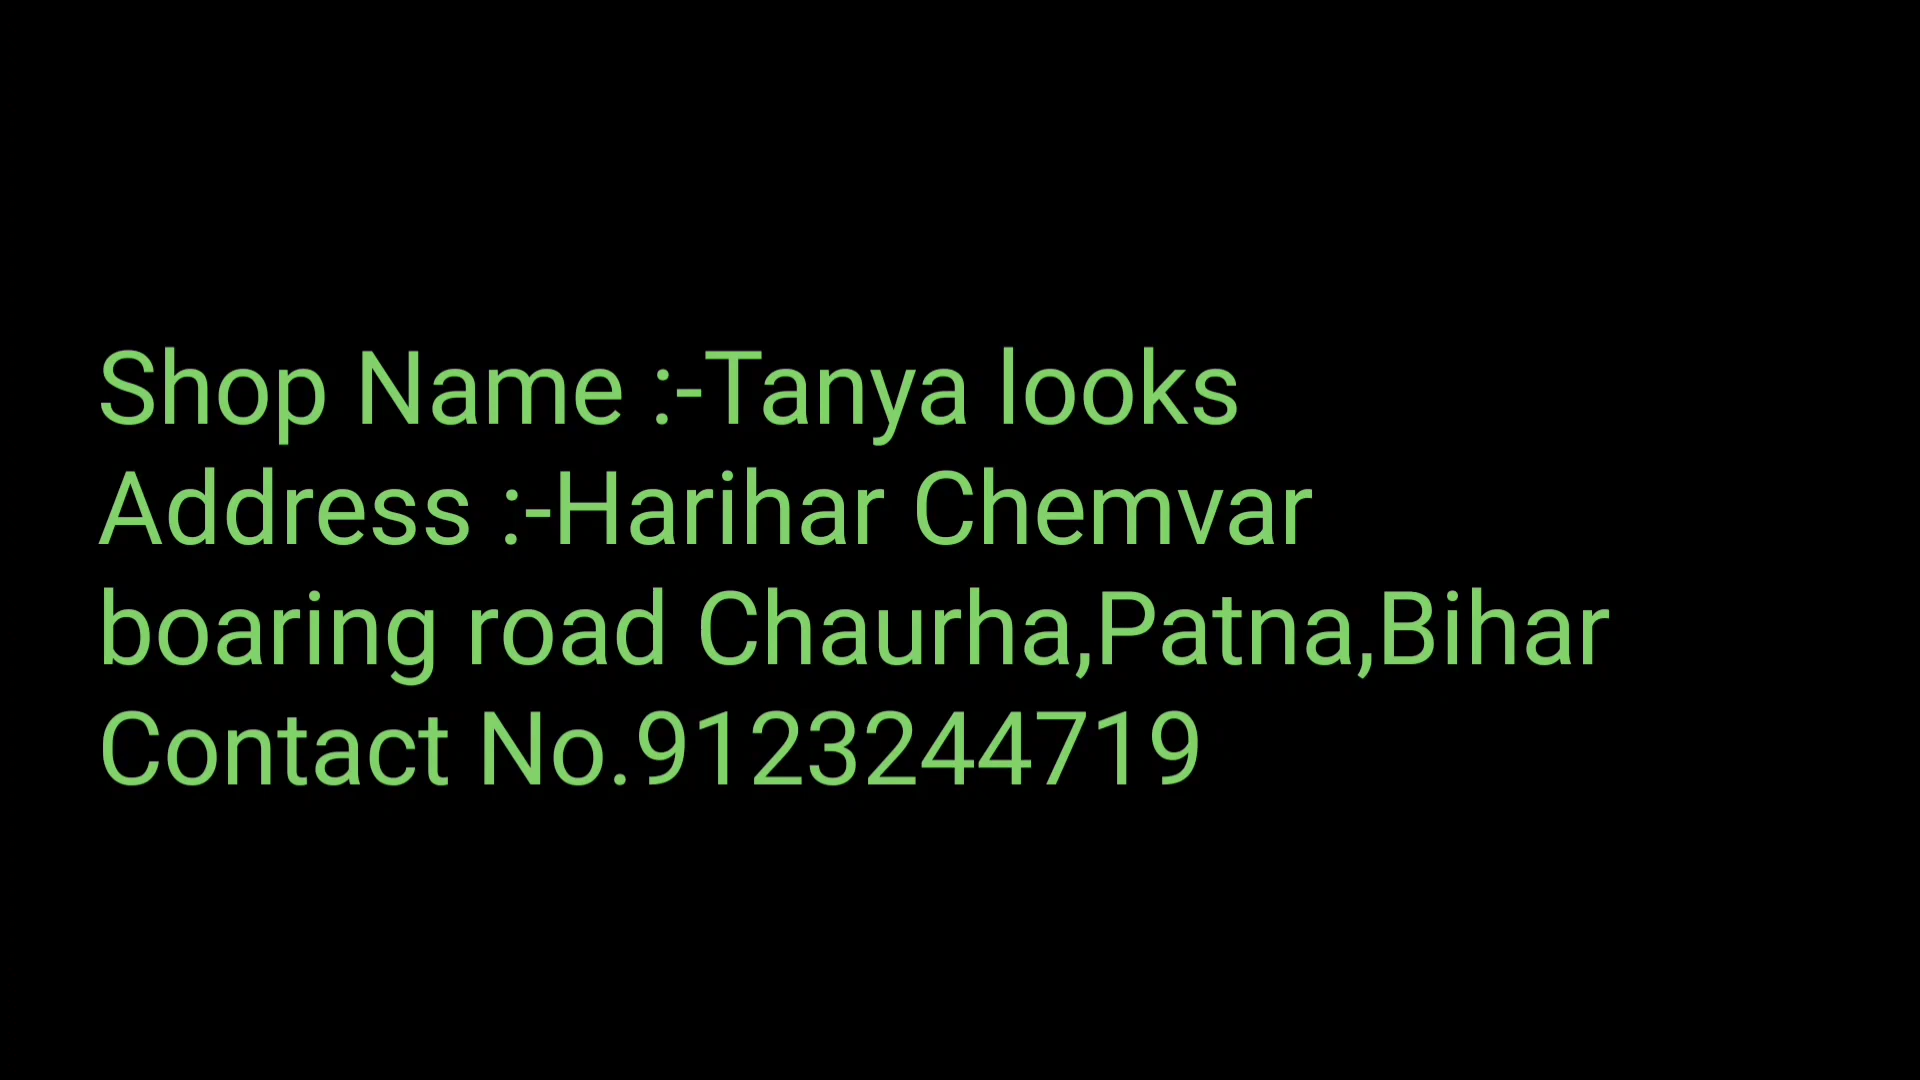 Shop Name :-Tanya looks
Address :-Harihar Chemvar
boaring road Chaurha,Patna,Bihar
Contact No.9123244719